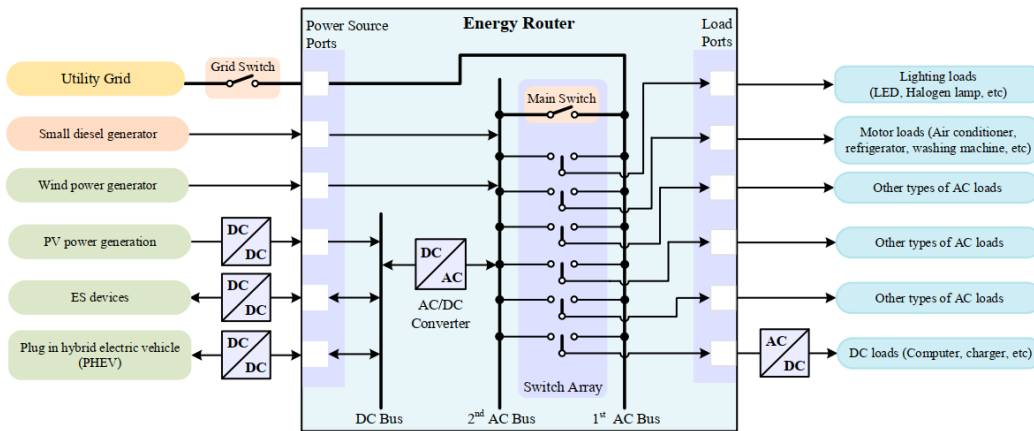 Energy Router
Power Source
Ports
Load
Ports
Grid Switch
Utility Grid
Main Switch
Lighting loads
(LED, Halogen lamp, etc)
Small diesel generator
Motor loads (Air conditioner,
refrigerator, washing machine, etc)
Wind power generator
Other types of AC loads
PV power generation
DC
DC
DC
AC
AC/DC
Converter
Other types of AC loads
ES devices
DC
DC
Other types of AC loads
Plug in hybrid electric vehicle
(PHEV)
DC
DC
AC
DC
DC loads (Computer, charger, etc)
Switch Array
DC Bus
2nd AC Bus
1st AC Bus